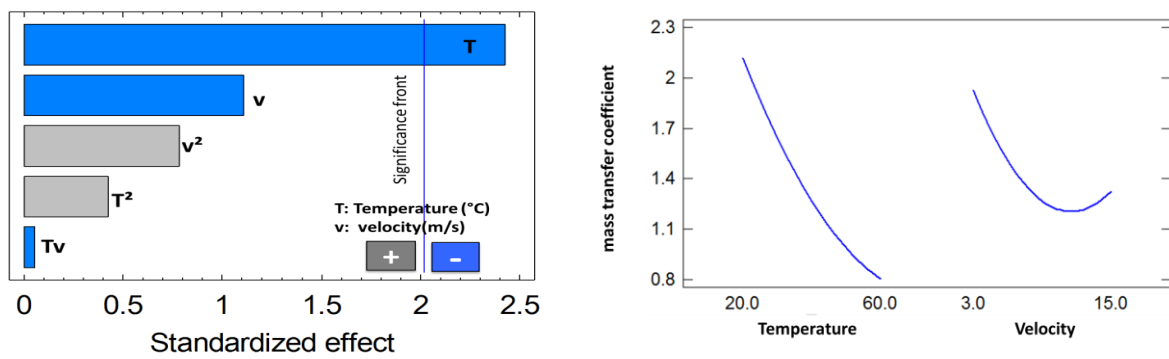 T
v
v²
T²
Tv
Significance front
T: Temperature (°C)
v: velocity(m/s)
+ -
0 0.5 1 1.5 2 2.5
Standardized effect
mass transfer coefficient
2.3
2
1.7
1.4
1.1
0.8
20.0 60.0 3.0 15.0
Temperature Velocity